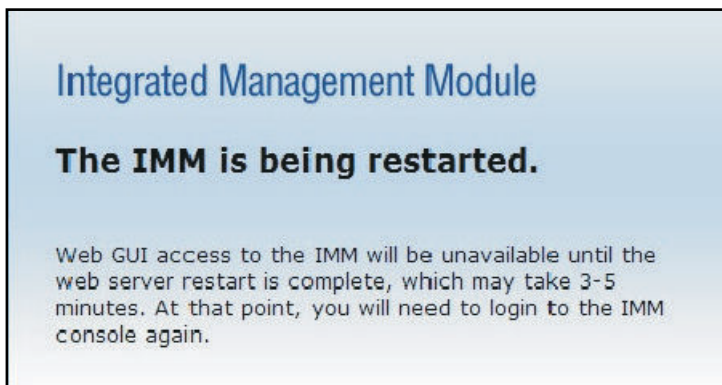 Integrated Management Module
The IMM is being restarted.
Web GUI access to the IMM will be unavailable until the
web server restart is complete, which may take 3-5
minutes. At that point, you will need to login to the IMM
console again.